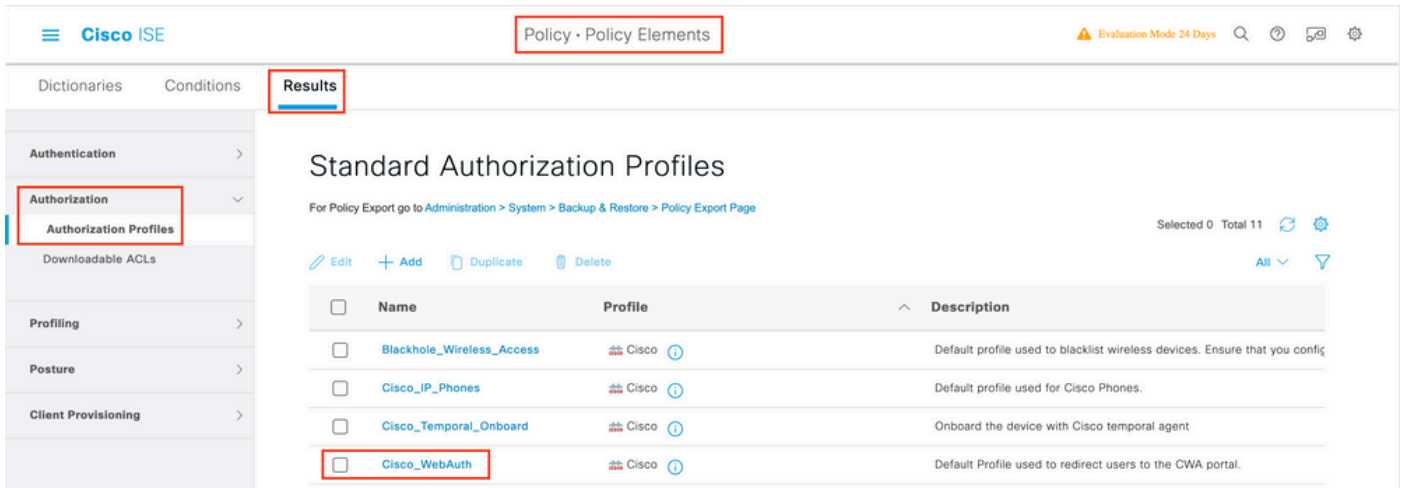 Cisco ISE
Policy · Policy Elements
Evaluation Mode 24 Days
Dictionaries Conditions Results
Authentication
Authorization
Authorization Profiles
Downloadable ACLs
Profiling
Posture
Client Provisioning
Standard Authorization Profiles
For Policy Export go to Administration > System > Backup & Restore > Policy Export Page
Selected 0 Total 11
Edit Add Duplicate Delete All
Name Profile Description
Blackhole_Wireless_Access Cisco Default profile used to blacklist wireless devices. Ensure that you config
Cisco_IP_Phones Cisco Default profile used for Cisco Phones.
Cisco_Temporal_Onboard Cisco Onboard the device with Cisco temporal agent
Cisco_WebAuth Cisco Default Profile used to redirect users to the CWA portal.